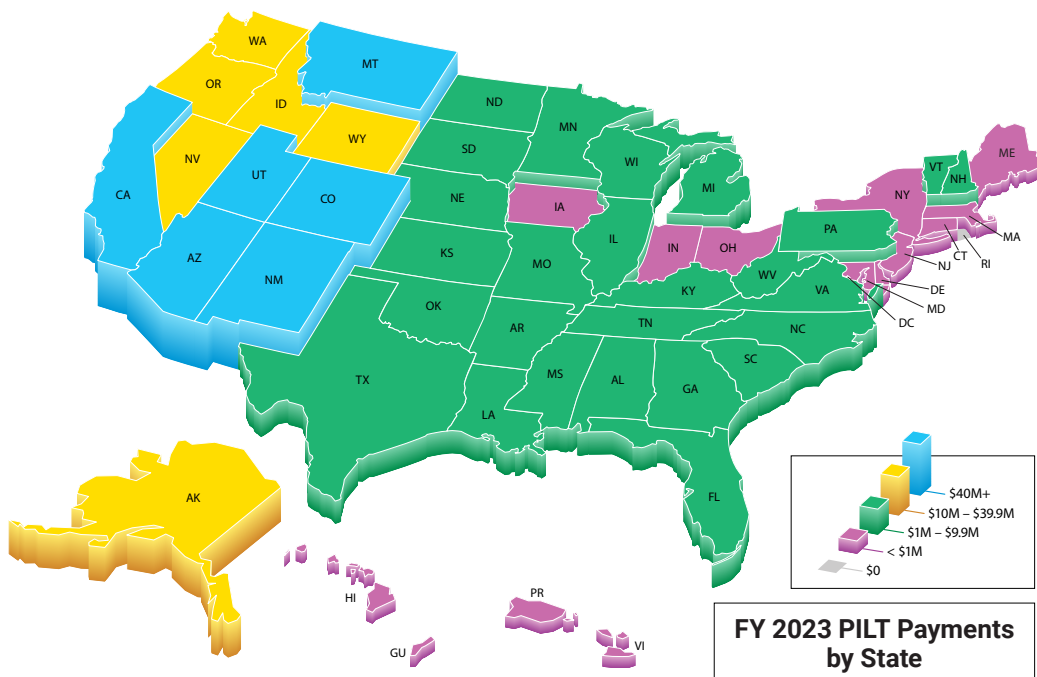 WA
MT
OR
ID
ND
MN
WY
SD
WI
NV
UT
CA
CO
NE
IA
MI
ME
VT
NH
NY
PA
MA
CT
RI
NJ
DE
MD
DC
IL
IN
OH
WV
VA
KS
MO
KY
AZ
NM
OK
AR
TN
NC
SC
TX
MS
AL
GA
LA
FL
AK
HI
GU
PR
VI
$40M+
$10M – $39.9M
$1M – $9.9M
< $1M
$0
FY 2023 PILT Payments
by State